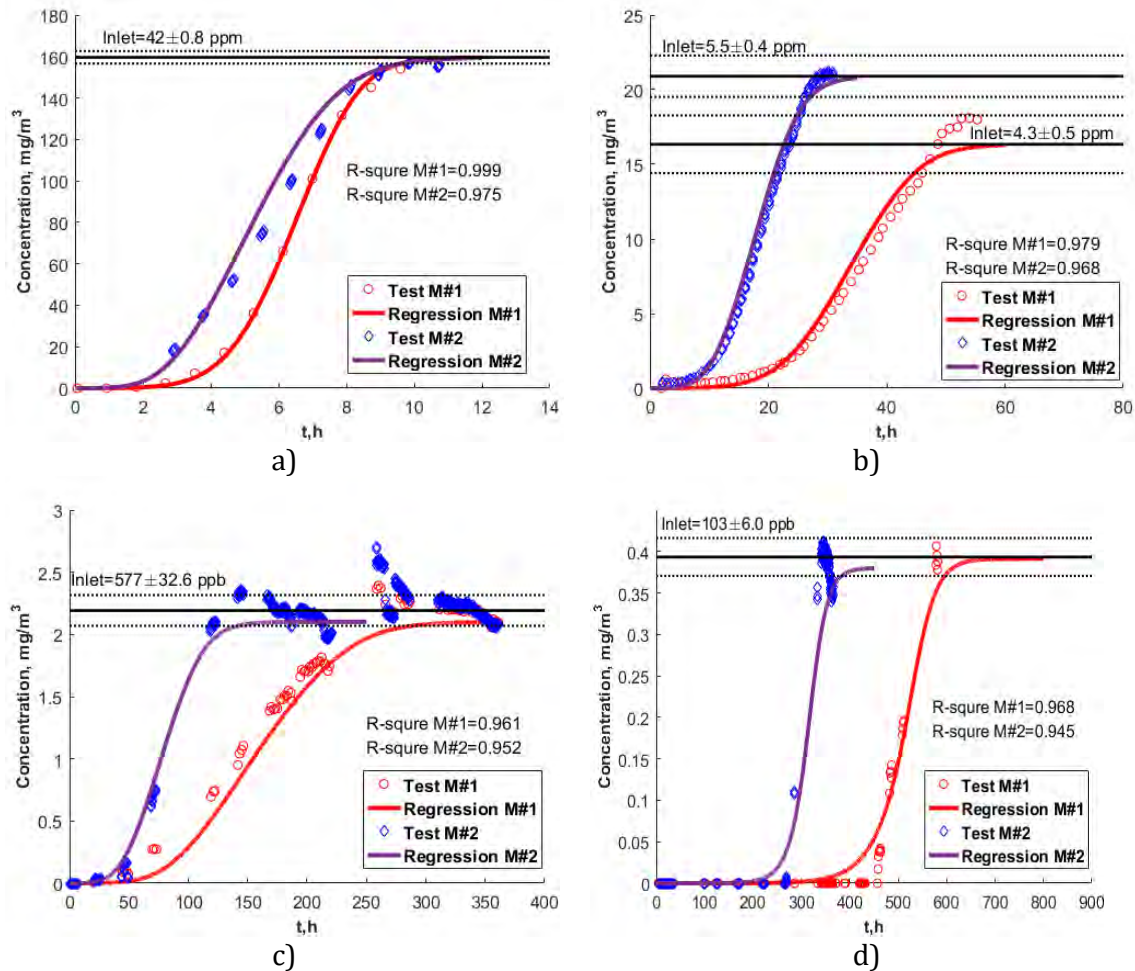 180
160
140
120
100
80
60
40
20
0
Concentration, mg/m³
Inlet=42±0.8 ppm
R-squre M#1=0.999
R-squre M#2=0.975
Test M#1
Regression M#1
Test M#2
Regression M#2
0 2 4 6 8 10 12 14
t,h
a)
25
20
15
10
5
0
Concentration, mg/m³
Inlet=5.5±0.4 ppm
Inlet=4.3±0.5 ppm
R-squre M#1=0.979
R-squre M#2=0.968
Test M#1
Regression M#1
Test M#2
Regression M#2
0 20 40 60 80
t,h
b)
3
2.5
2
1.5
1
0.5
0
Concentration, mg/m³
Inlet=577±32.6 ppb
R-squre M#1=0.961
R-squre M#2=0.952
Test M#1
Regression M#1
Test M#2
Regression M#2
0 50 100 150 200 250 300 350 400
t,h
c)
0.4
0.35
0.3
0.25
0.2
0.15
0.1
0.05
0
Concentration, mg/m³
Inlet=103±6.0 ppb
R-squre M#1=0.968
R-squre M#2=0.945
Test M#1
Regression M#1
Test M#2
Regression M#2
0 100 200 300 400 500 600 700 800 900
t,h
d)